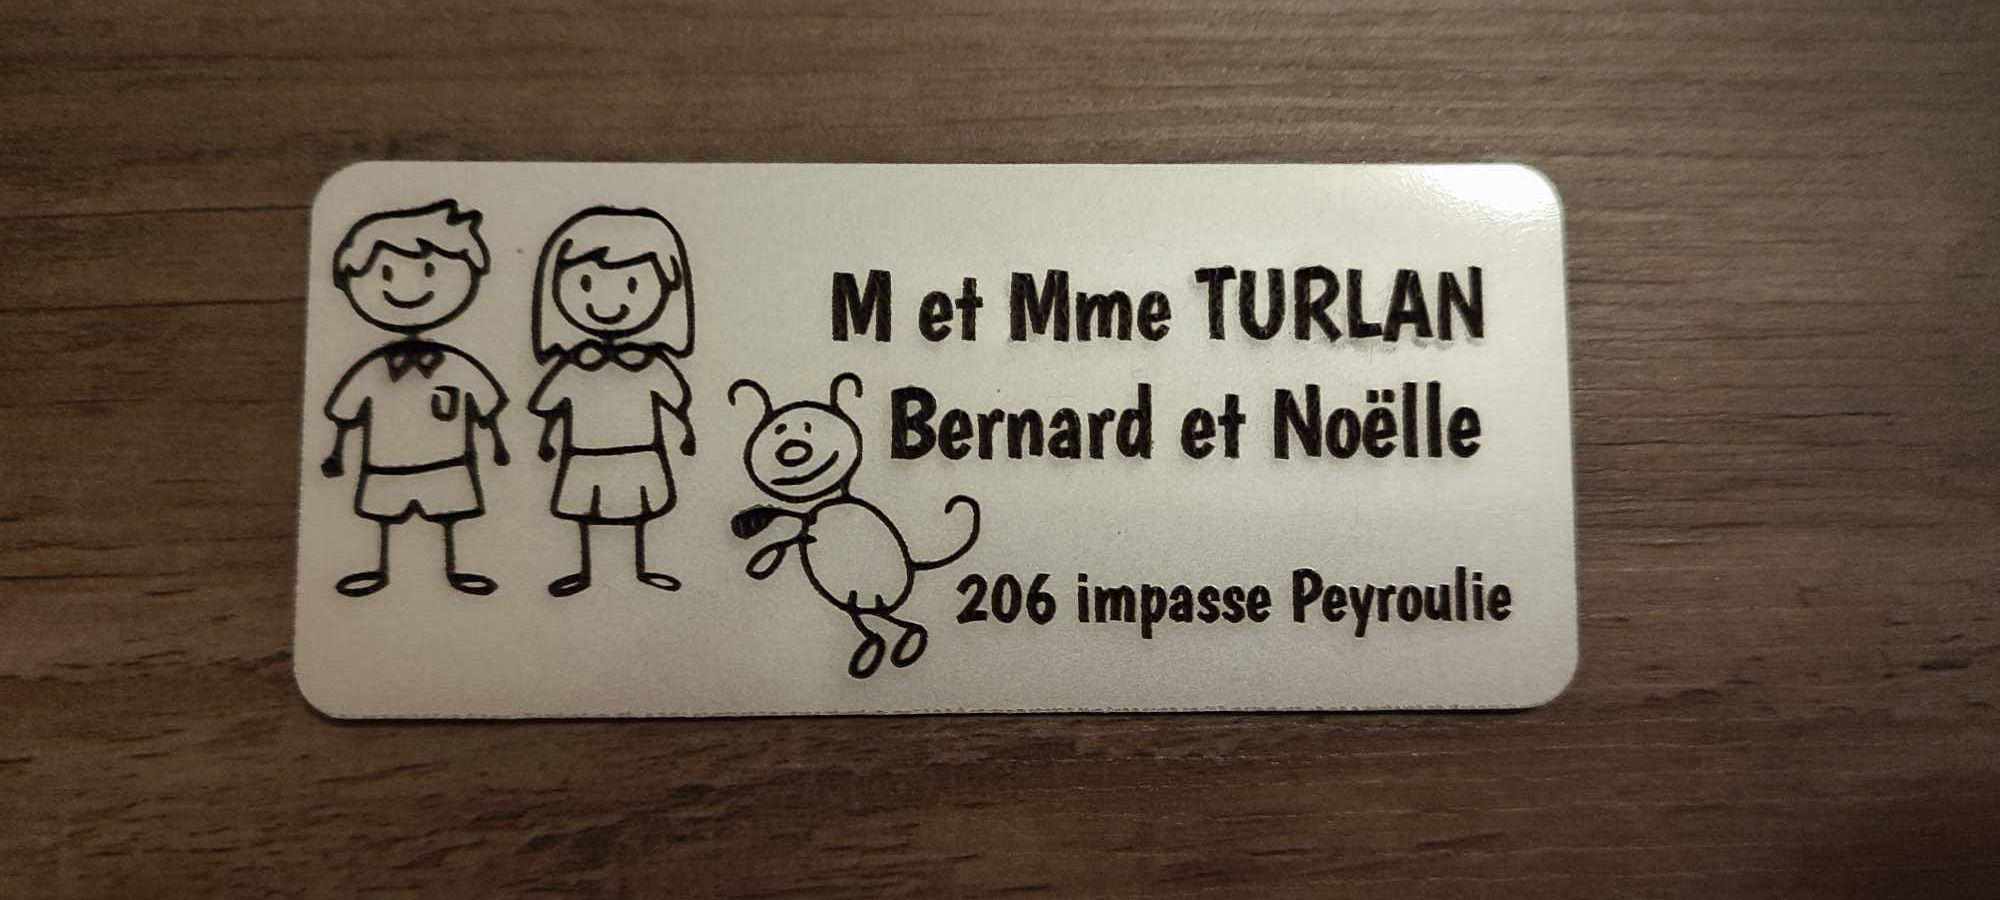 M et Mme TURLAN
Bernard et Noëlle
206 impasse Peyroulie